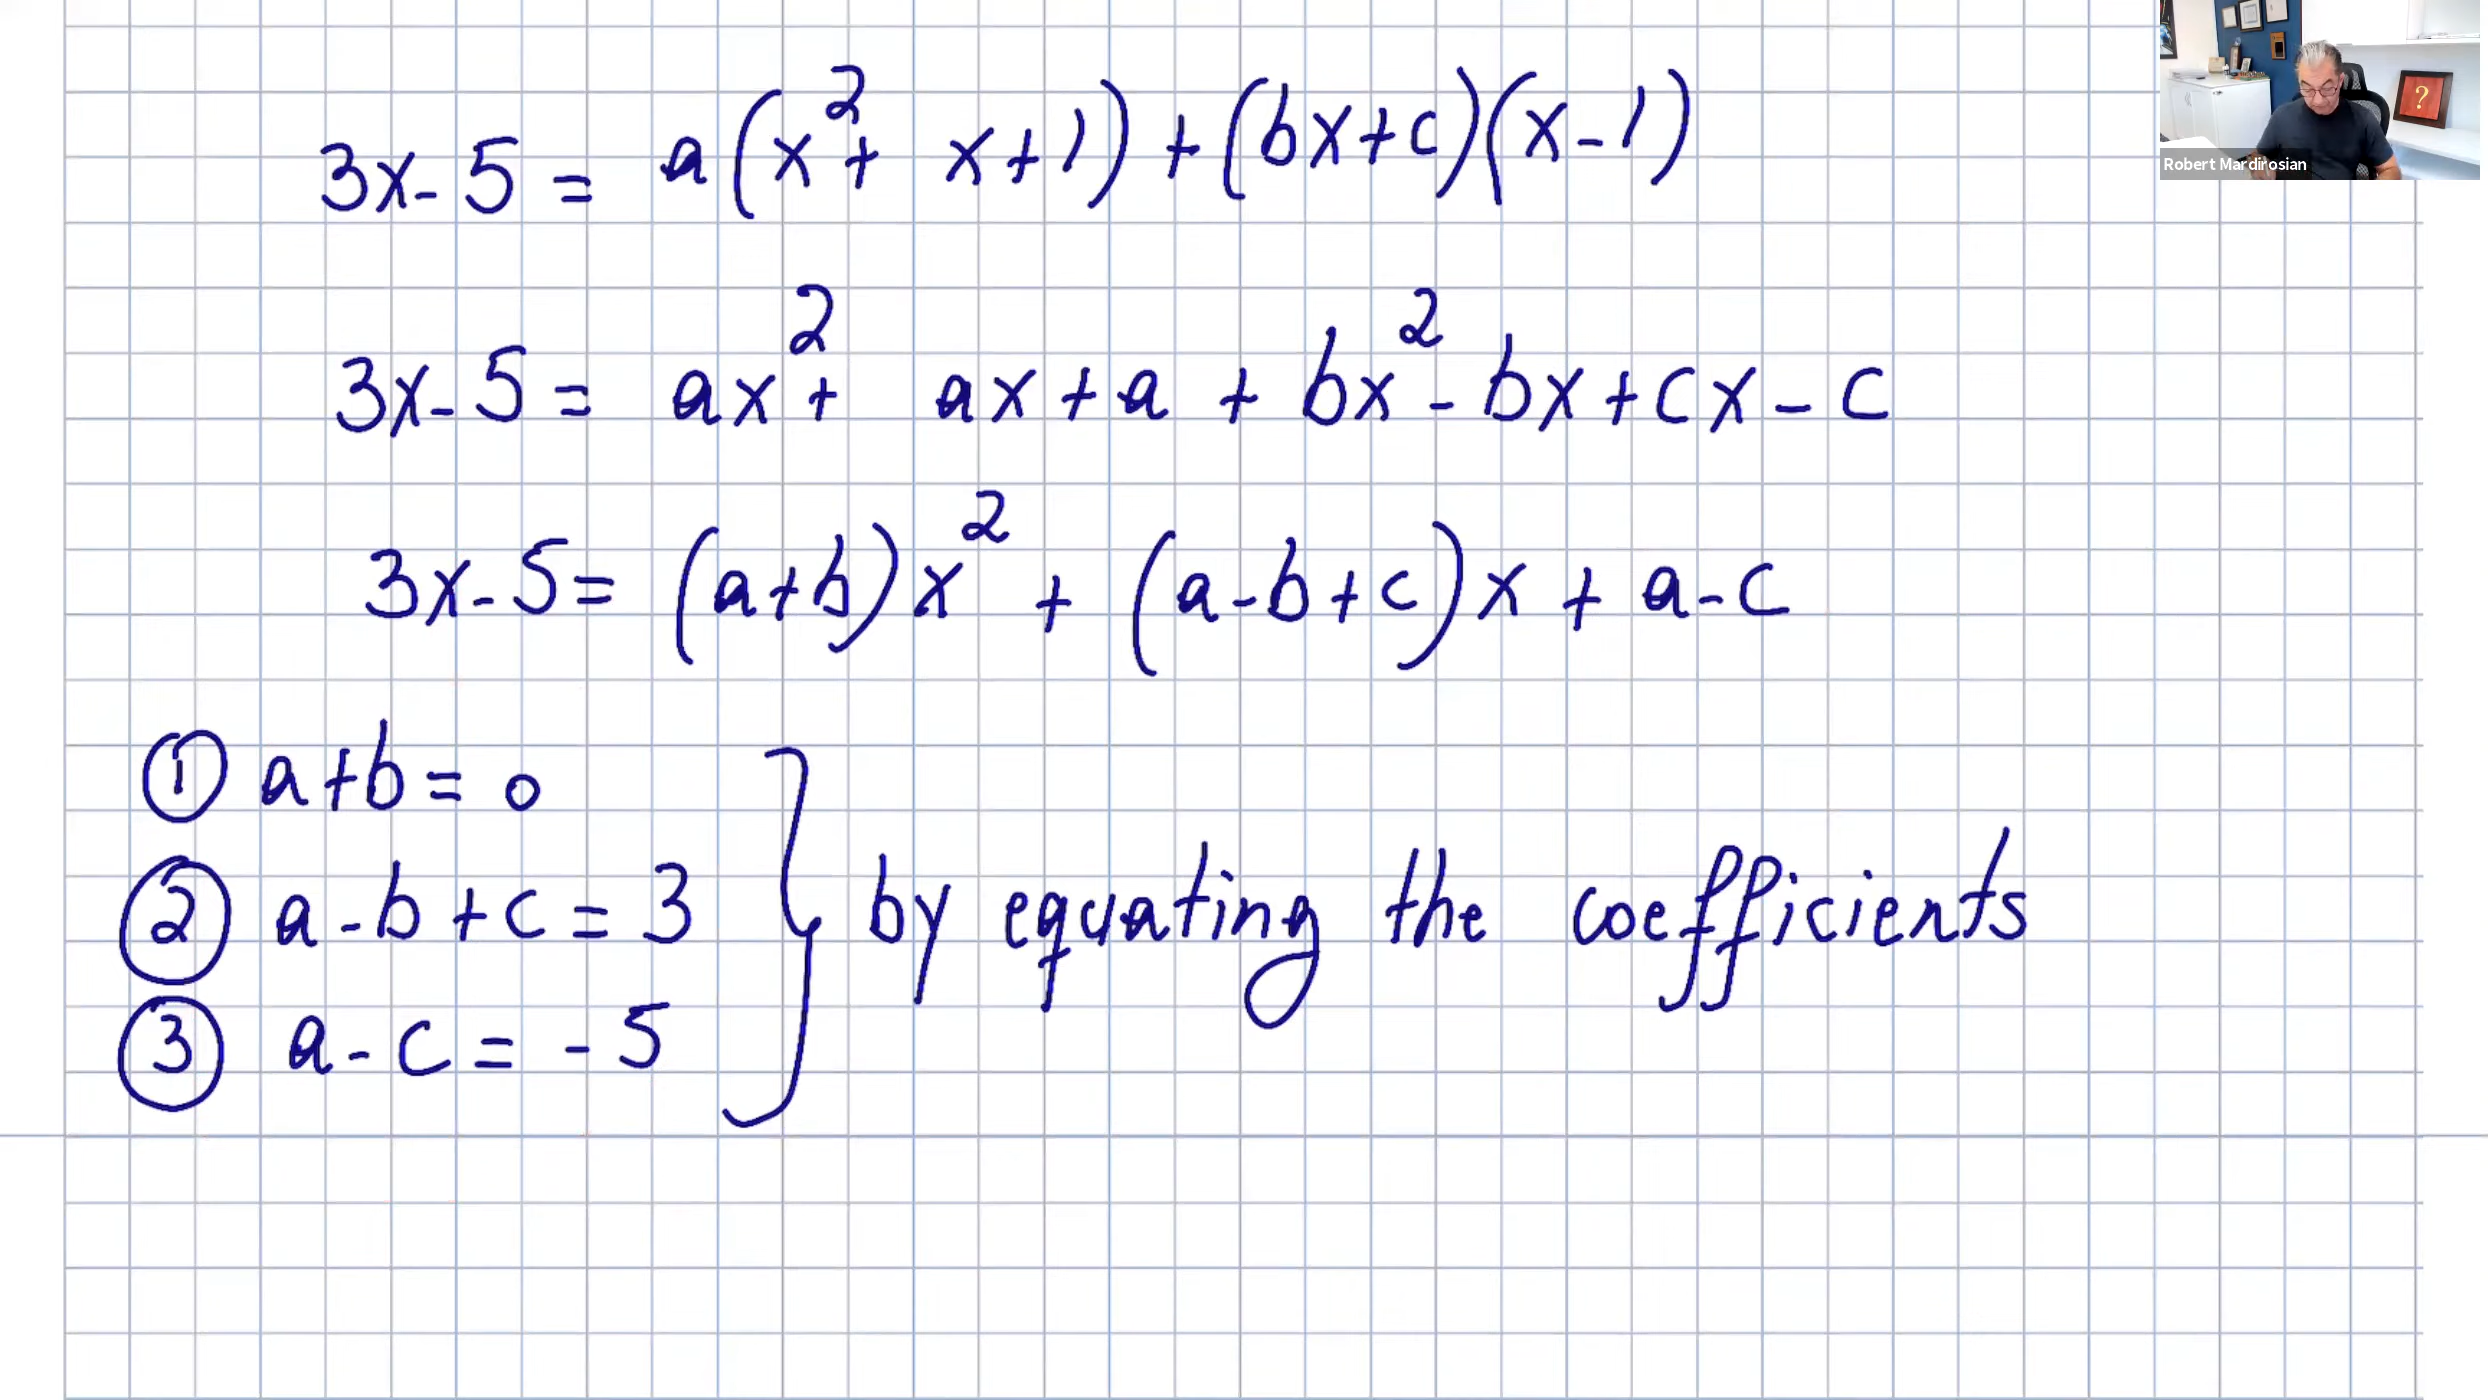 3x-5 = a(x²+ x+1) + (bx+c)(x-1)
?
Robert Mardirosian
3x-5 = ax²+ ax+a + bx²-bx+cx-c
3x-5 = (a+b)x² + (a-b+c)x + a-c
① a+b = 0
② a-b+c = 3
③ a-c = -5
} by equating the coefficients